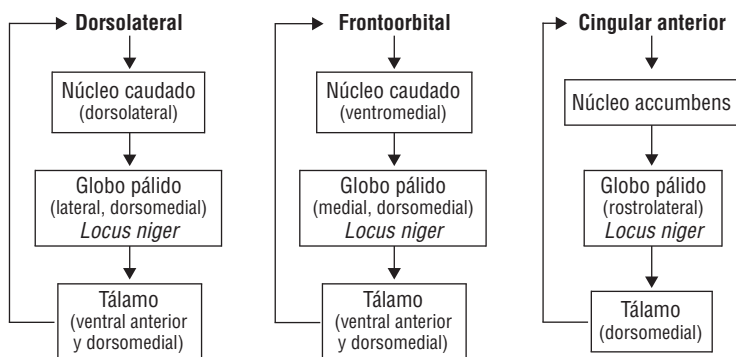 Dorsolateral
Núcleo caudado
(dorsolateral)
Globo pálido
(lateral, dorsomedial)
Locus niger
Tálamo
(ventral anterior
y dorsomedial)
Frontoorbital
Núcleo caudado
(ventromedial)
Globo pálido
(medial, dorsomedial)
Locus niger
Tálamo
(ventral anterior
y dorsomedial)
Cingular anterior
Núcleo accumbens
Globo pálido
(rostrolateral)
Locus niger
Tálamo
(dorsomedial)